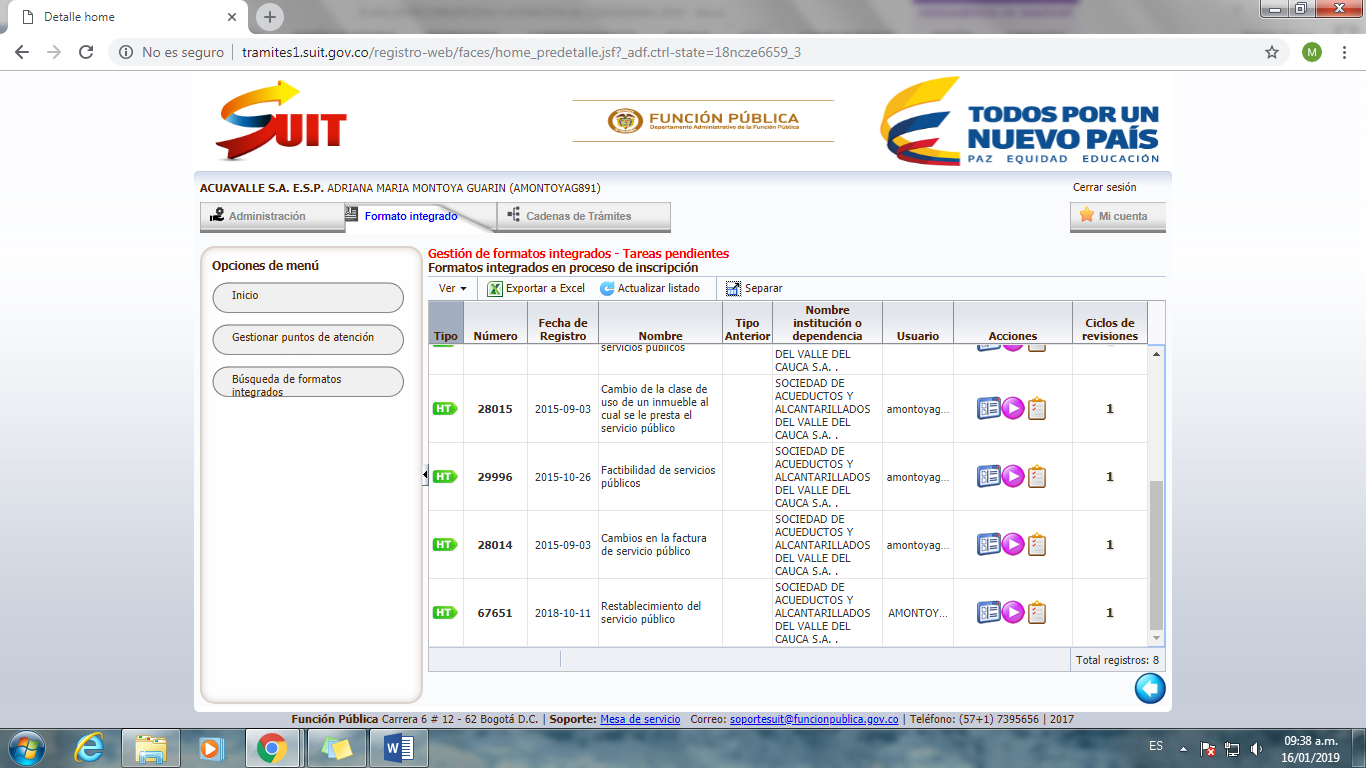 Detalle home
No es seguro | tramites1.suit.gov.co/registro-web/faces/home_predetalle.jsf?_adf.ctrl-state=18ncze6659_3
M
SUIT
FUNCIÓN PÚBLICA
Departamento Administrativo de la Función Pública
TODOS POR UN
NUEVO PAÍS
PAZ EQUIDAD EDUCACIÓN
ACUAVALLE S.A. E.S.P. ADRIANA MARIA MONTOYA GUARIN (AMONTOYAG891)
Cerrar sesión
Administración
Formato integrado
Cadenas de Trámites
Mi cuenta
Opciones de menú
Inicio
Gestionar puntos de atención
Búsqueda de formatos
integrados
Gestión de formatos integrados - Tareas pendientes
Formatos integrados en proceso de inscripción
Ver
Exportar a Excel
Actualizar listado
Separar
Tipo
Número
Fecha de
Registro
Nombre
Tipo
Anterior
Nombre
institución o
dependencia
Usuario
Acciones
Ciclos de
revisiones
servicios públicos
DEL VALLE DEL
CAUCA S.A. .
HT
28015
2015-09-03
Cambio de la clase de
uso de un inmueble al
cual se le presta el
servicio público
SOCIEDAD DE
ACUEDUCTOS Y
ALCANTARILLADOS
DEL VALLE DEL
CAUCA S.A. .
amontoyag...
1
HT
29996
2015-10-26
Factibilidad de servicios
públicos
SOCIEDAD DE
ACUEDUCTOS Y
ALCANTARILLADOS
DEL VALLE DEL
CAUCA S.A. .
amontoyag...
1
HT
28014
2015-09-03
Cambios en la factura
de servicio público
SOCIEDAD DE
ACUEDUCTOS Y
ALCANTARILLADOS
DEL VALLE DEL
CAUCA S.A. .
amontoyag...
1
HT
67651
2018-10-11
Restablecimiento del
servicio público
SOCIEDAD DE
ACUEDUCTOS Y
ALCANTARILLADOS
DEL VALLE DEL
CAUCA S.A. .
AMONTOY...
1
Total registros: 8
Función Pública Carrera 6 # 12 - 62 Bogotá D.C. | Soporte: Mesa de servicio Correo: soportesuit@funcionpublica.gov.co | Teléfono: (57+1) 7395656 | 2017
ES
09:38 a.m.
16/01/2019